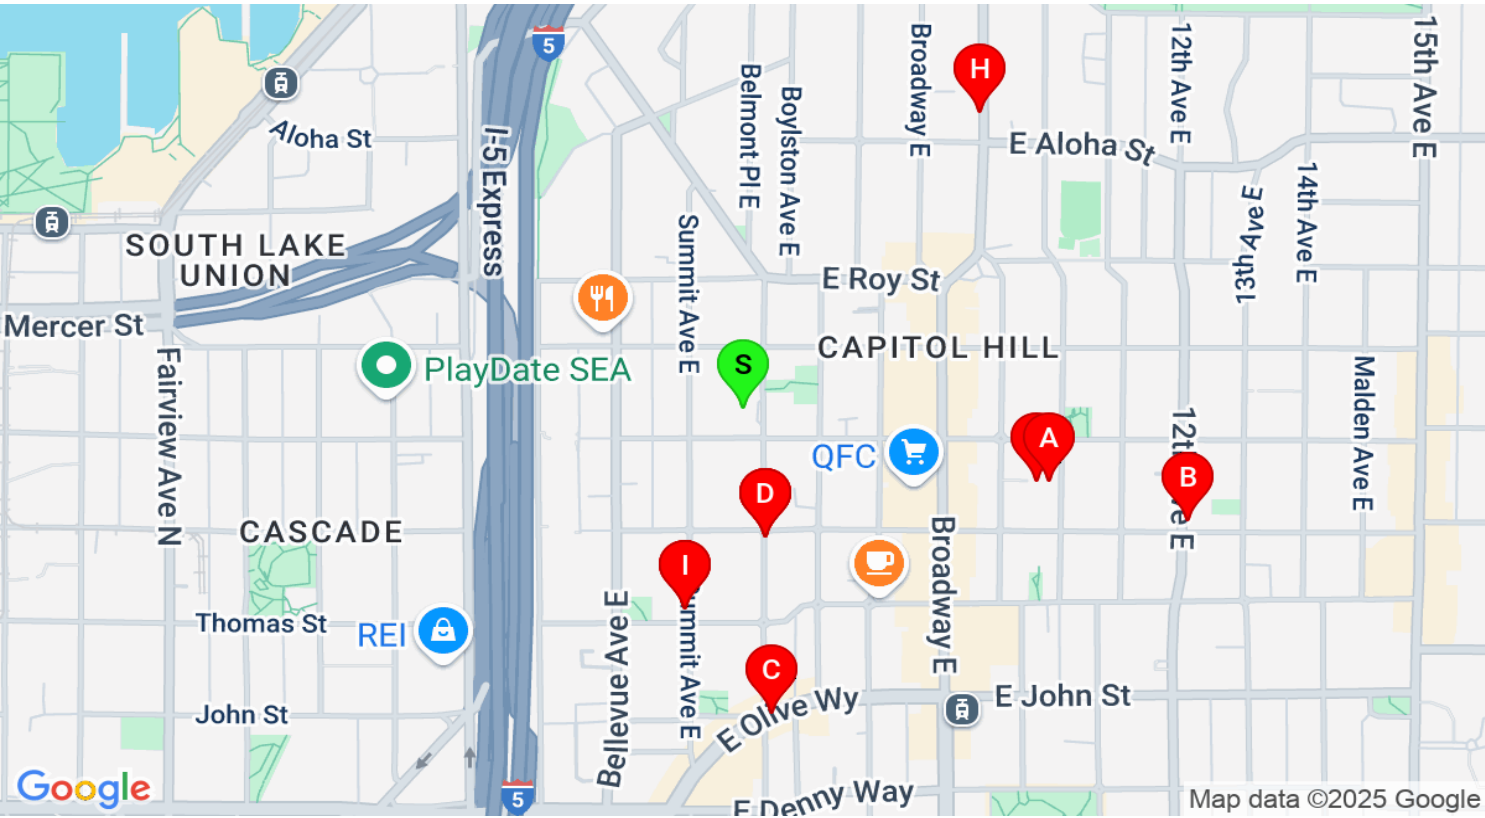 5
H
Broadway E
12th Ave E
15th Ave E
Belmont Pl E
Boylston Ave E
Aloha St
I-5 Express
E Aloha St
14th Ave E
13th Ave E
Summit Ave E
SOUTH LAKE
UNION
E Roy St
Mercer St
CAPITOL HILL
Fairview Ave N
PlayDate SEA
S
Malden Ave E
A
12th Ave E
QFC
B
D
CASCADE
Broadway E
I
Summit Ave E
Bellevue Ave E
Thomas St
REI
C
John St
E Olive Wy
E John St
Google
5
E Denny Way
Map data ©2025 Google